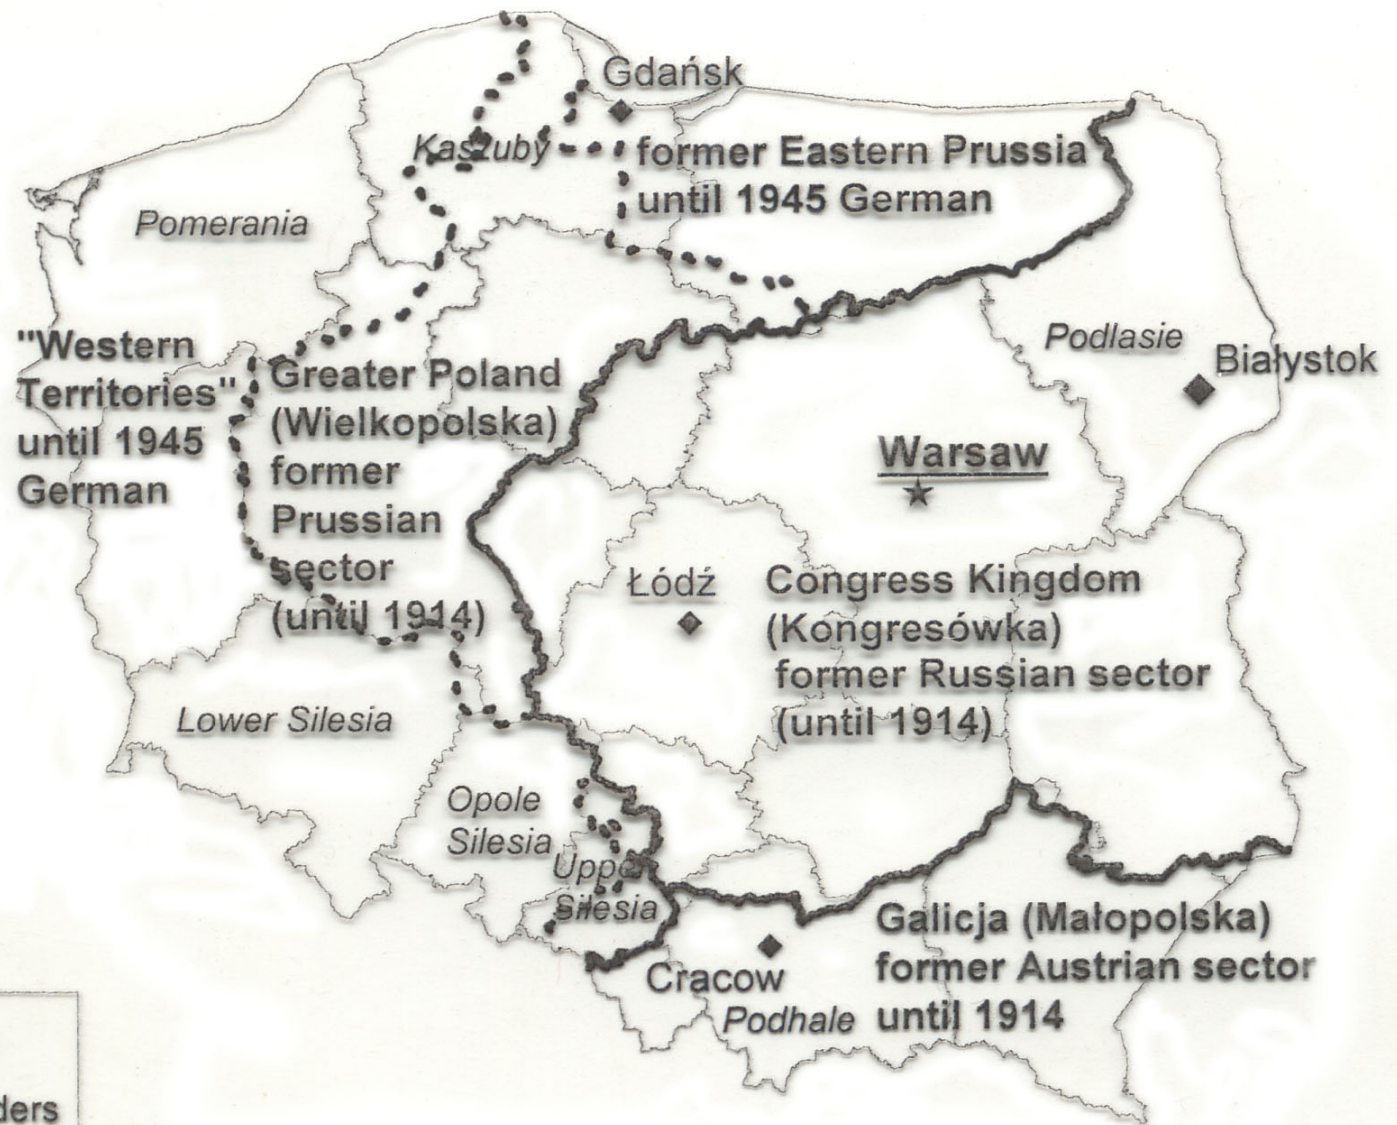 Gdańsk
Kaszuby
former Eastern Prussia
until 1945 German
Pomerania
"Western
Territories"
until 1945
German
Greater Poland
(Wielkopolska)
former
Prussian
sector
(until 1914)
Podlasie
Białystok
Warsaw
Łódź
Congress Kingdom
(Kongresówka)
former Russian sector
(until 1914)
Lower Silesia
Opole
Silesia
Upper
Silesia
Galicja (Małopolska)
former Austrian sector
until 1914
Cracow
Podhale
ders